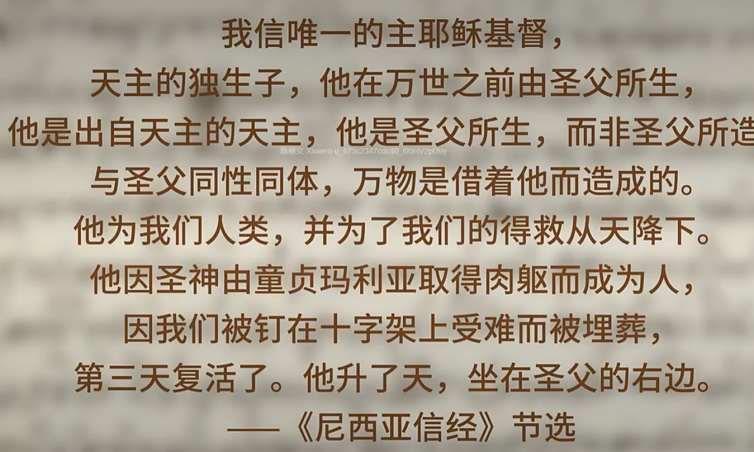 我信唯一的主耶稣基督，
天主的独生子，他在万世之前由圣父所生，
他是出自天主的天主，他是圣父所生，而非圣父所造
与圣父同性同体，万物是借着他而造成的。
他为我们人类，并为了我们的得救从天降下。
他因圣神由童贞玛利亚取得肉躯而成为人，
因我们被钉在十字架上受难而被埋葬，
第三天复活了。他升了天，坐在圣父的右边。
——《尼西亚信经》节选